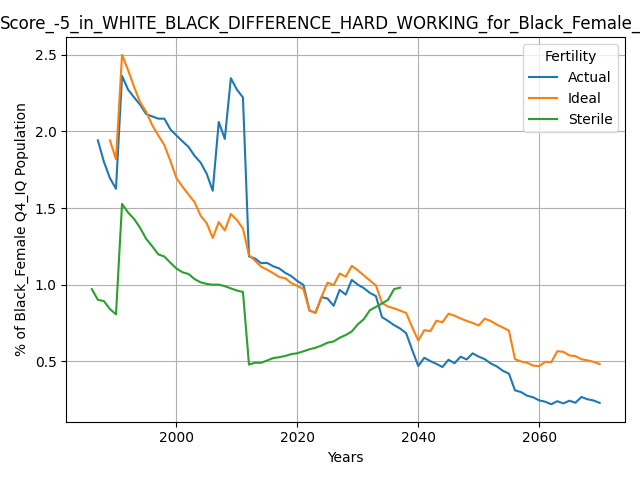 Score_-5_in_WHITE_BLACK_DIFFERENCE_HARD_WORKING_for_Black_Female_
Fertility
Actual
Ideal
Sterile
% of Black_Female Q4_IQ Population
2.5
2.0
1.5
1.0
0.5
2000
2020
2040
2060
Years